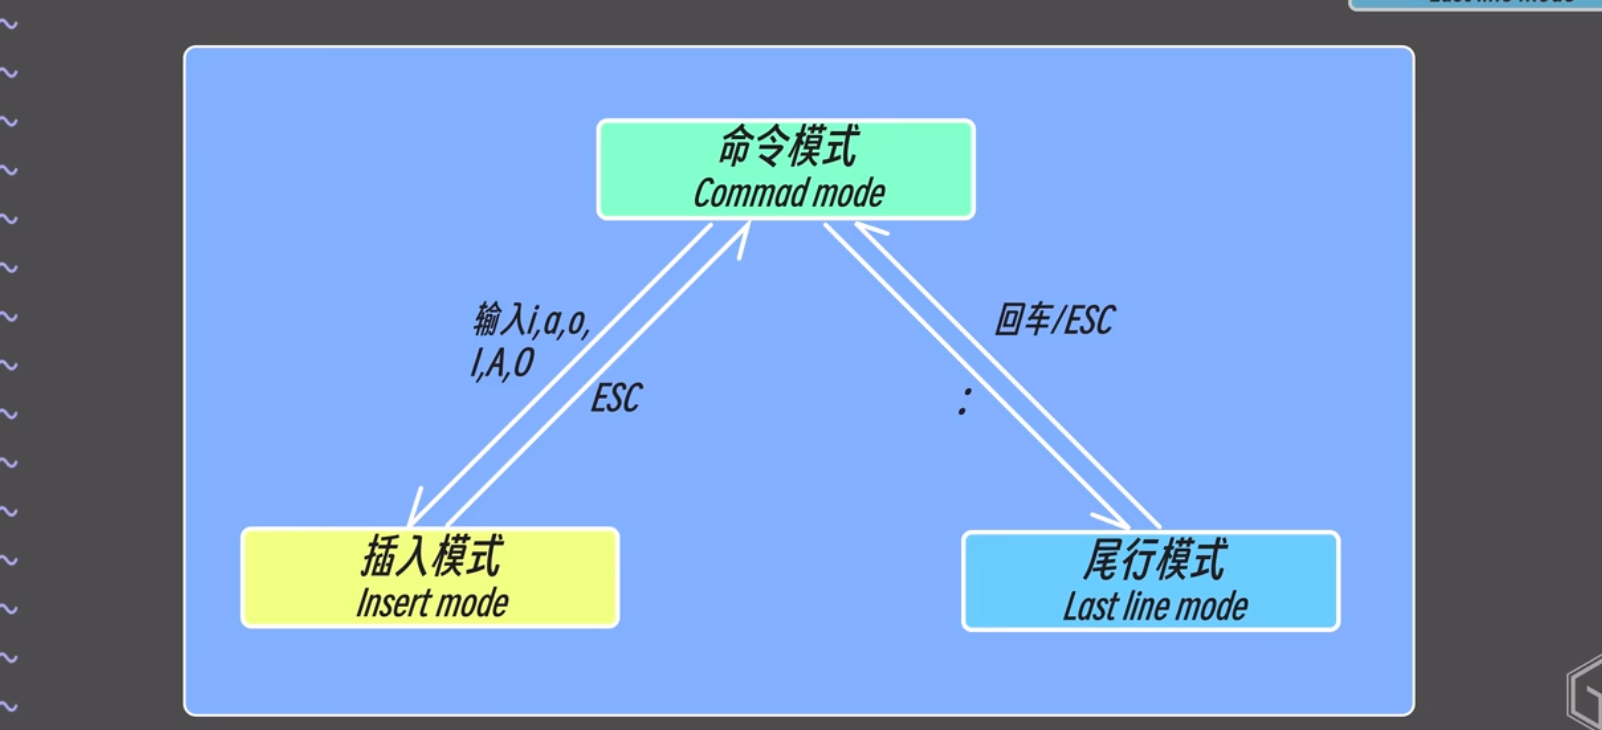 命令模式
Commad mode
输入i,a,o,
I,A,O
ESC
回车/ESC
:
插入模式
Insert mode
尾行模式
Last line mode